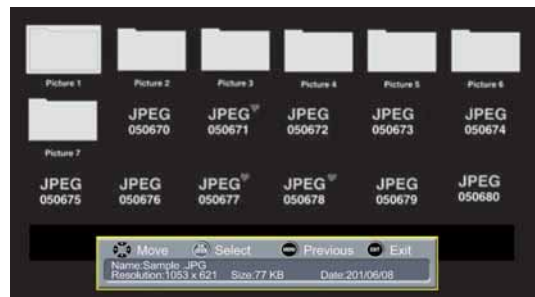 Picture 1 Picture 2 Picture 3 Picture 4 Picture 5 Picture 6
JPEG JPEG JPEG JPEG JPEG
050670 050671 050672 050673 050674
Picture 7
JPEG JPEG JPEG JPEG JPEG JPEG
050675 050676 050677 050678 050679 050680
Move Select MENU Previous EXIT Exit
Name:Sample .JPG
Resolution:1053 x 621 Size:77 KB Date:201/06/08